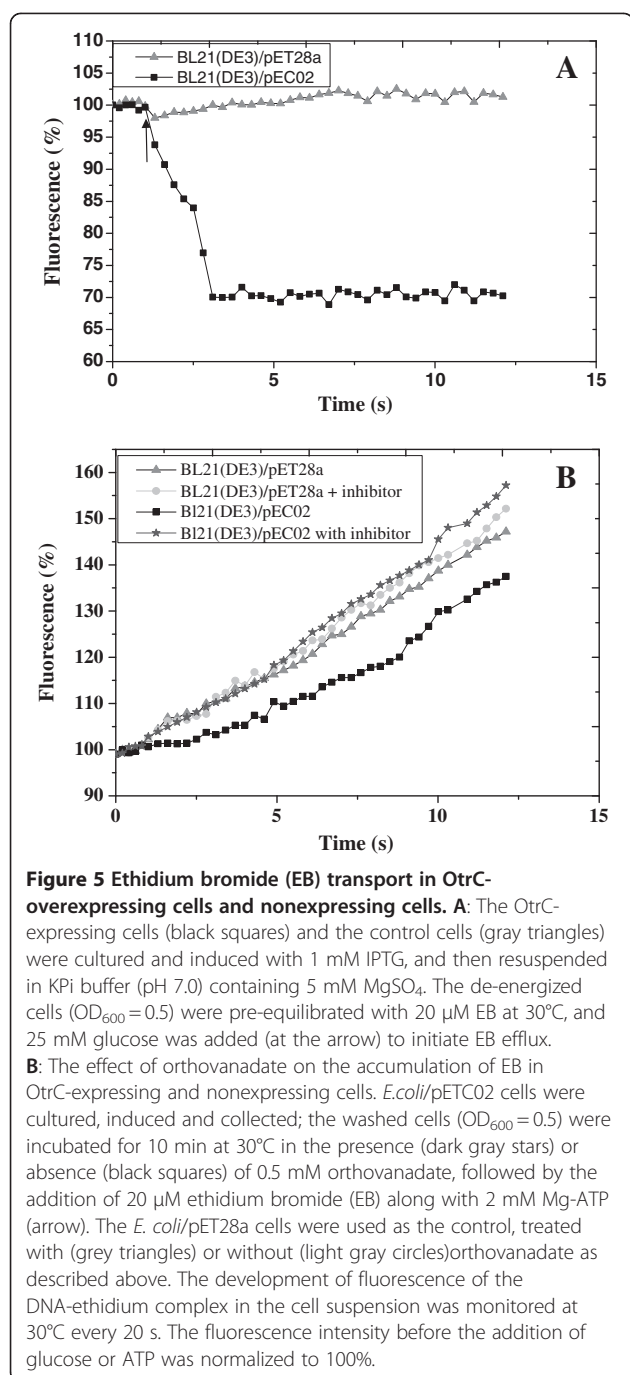 110
105
100
95
90
85
80
75
70
65
60
Fluorescence (%)
BL21(DE3)/pET28a
BL21(DE3)/pEC02
A
0
5
10
15
Time (s)
160
150
140
130
120
110
100
90
Fluorescence (%)
BL21(DE3)/pET28a
BL21(DE3)/pET28a + inhibitor
Bl21(DE3)/pEC02
BL21(DE3)/pEC02 with inhibitor
B
0
5
10
15
Time (s)
Figure 5 Ethidium bromide (EB) transport in OtrC-
overexpressing cells and nonexpressing cells. A: The OtrC-
expressing cells (black squares) and the control cells (gray triangles)
were cultured and induced with 1 mM IPTG, and then resuspended
in KPi buffer (pH 7.0) containing 5 mM MgSO₄. The de-energized
cells (OD₆₀₀ = 0.5) were pre-equilibrated with 20 μM EB at 30°C, and
25 mM glucose was added (at the arrow) to initiate EB efflux.
B: The effect of orthovanadate on the accumulation of EB in
OtrC-expressing and nonexpressing cells. E.coli/pETC02 cells were
cultured, induced and collected; the washed cells (OD₆₀₀ = 0.5) were
incubated for 10 min at 30°C in the presence (dark gray stars) or
absence (black squares) of 0.5 mM orthovanadate, followed by the
addition of 20 μM ethidium bromide (EB) along with 2 mM Mg-ATP
(arrow). The E. coli/pET28a cells were used as the control, treated
with (grey triangles) or without (light gray circles)orthovanadate as
described above. The development of fluorescence of the
DNA-ethidium complex in the cell suspension was monitored at
30°C every 20 s. The fluorescence intensity before the addition of
glucose or ATP was normalized to 100%.